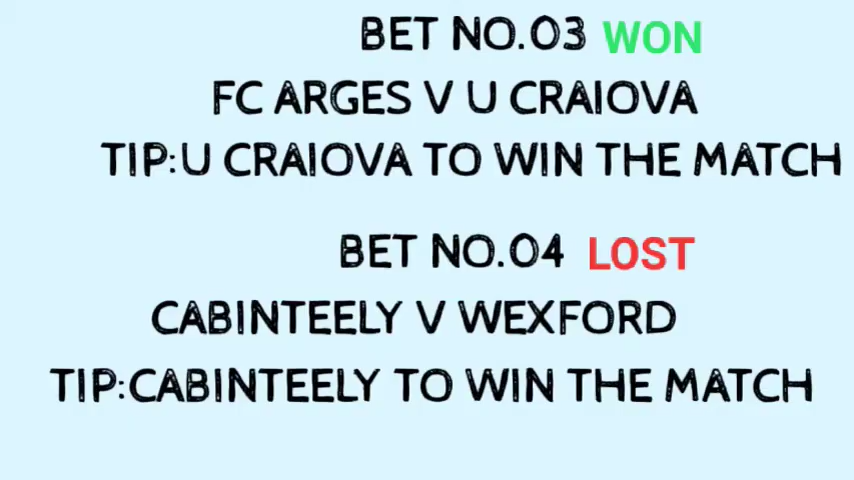 BET NO.03 WON
FC ARGES V U CRAIOVA
TIP:U CRAIOVA TO WIN THE MATCH
BET NO.04 LOST
CABINTEELY V WEXFORD
TIP:CABINTEELY TO WIN THE MATCH